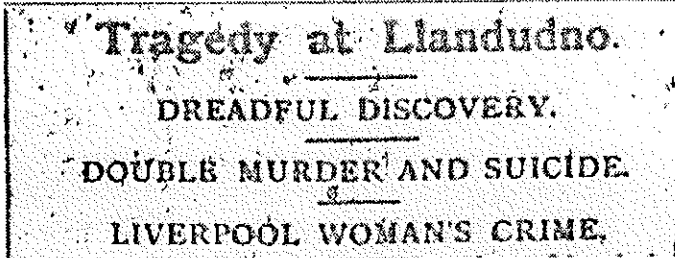 Tragedy at Llandudno.
DREADFUL DISCOVERY.
DOUBLE MURDER AND SUICIDE.
LIVERPOOL WOMAN'S CRIME.